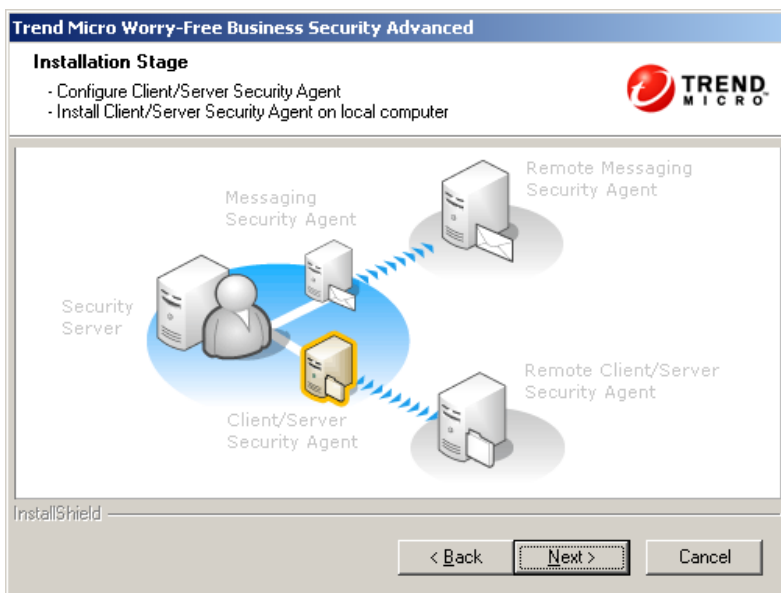 Trend Micro Worry-Free Business Security Advanced
Installation Stage
- Configure Client/Server Security Agent
- Install Client/Server Security Agent on local computer
TREND
MICRO™
Remote Messaging
Security Agent
Messaging
Security Agent
Security
Server
Remote Client/Server
Security Agent
Client/Server
Security Agent
InstallShield
< Back
Next >
Cancel